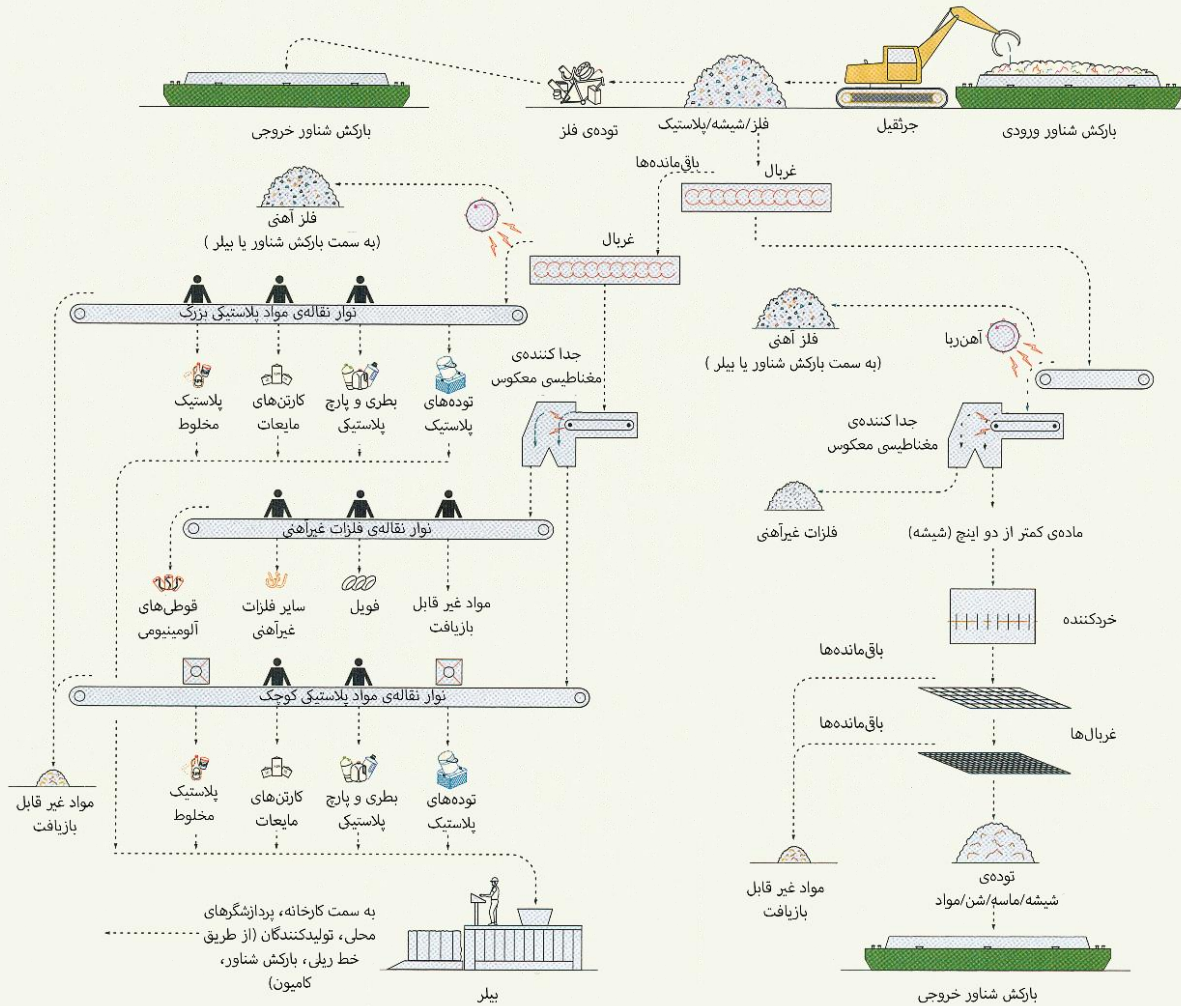 بارکش شناور ورودی
جرثقیل
فلز/شیشه/پلاستیک
توده‌ی فلز
بارکش شناور خروجی
غربال
باقی‌مانده‌ها
غربال
فلز آهنی
(به سمت بارکش شناور یا بیلر )
نوار نقاله‌ی مواد پلاستیکی بزرگ
توده‌های
پلاستیک
بطری و پارچ
پلاستیکی
کارتن‌های
مایعات
پلاستیک
مخلوط
جدا کننده‌ی
مغناطیسی معکوس
آهن‌ربا
فلز آهنی
(به سمت بارکش شناور یا بیلر )
جدا کننده‌ی
مغناطیسی معکوس
فلزات غیرآهنی
ماده‌ی کمتر از دو اینچ (شیشه)
خردکننده
باقی‌مانده‌ها
باقی‌مانده‌ها
غربال‌ها
مواد غیر قابل
بازیافت
توده‌ی
شیشه/ماسه/شن/مواد
بارکش شناور خروجی
نوار نقاله‌ی فلزات غیرآهنی
مواد غیر قابل
بازیافت
فویل
سایر فلزات
غیرآهنی
قوطی‌های
آلومینیومی
نوار نقاله‌ی مواد پلاستیکی کوچک
توده‌های
پلاستیک
بطری و پارچ
پلاستیکی
کارتن‌های
مایعات
پلاستیک
مخلوط
مواد غیر قابل
بازیافت
به سمت کارخانه، پردازشگرهای
محلی، تولیدکنندگان (از طریق
خط ریلی، بارکش شناور،
کامیون)
بیلر